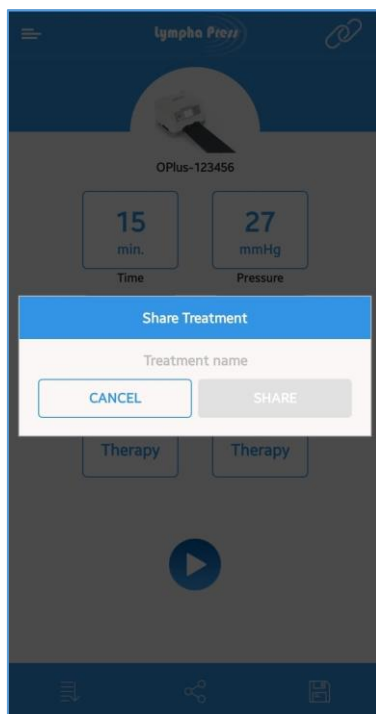 Lympha Press
OPlus-123456
15
27
min.
mmHg
Time
Pressure
Share Treatment
Treatment name
CANCEL
SHARE
Therapy
Therapy